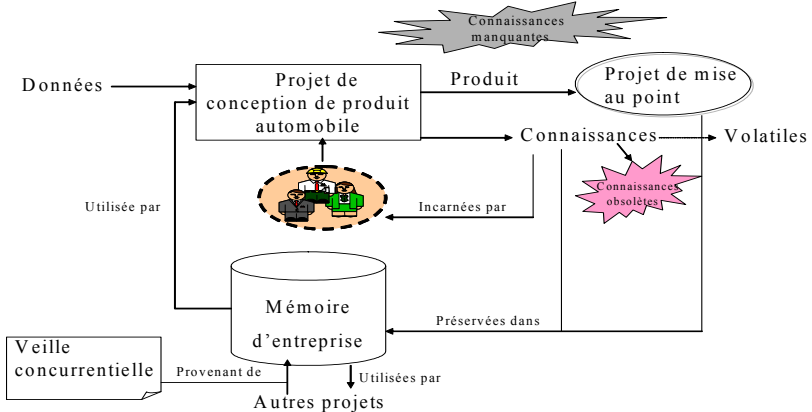 Connaissances
manquantes
Données
Projet de
conception de produit
automobile
Produit
Projet de mise
au point
Connaissances
Volatiles
Connaissances
obsolètes
Utilisée par
Incarnées par
Mémoire
d'entreprise
Préservées dans
Veille
concurrentielle
Provenant de
Utilisées par
Autres projets